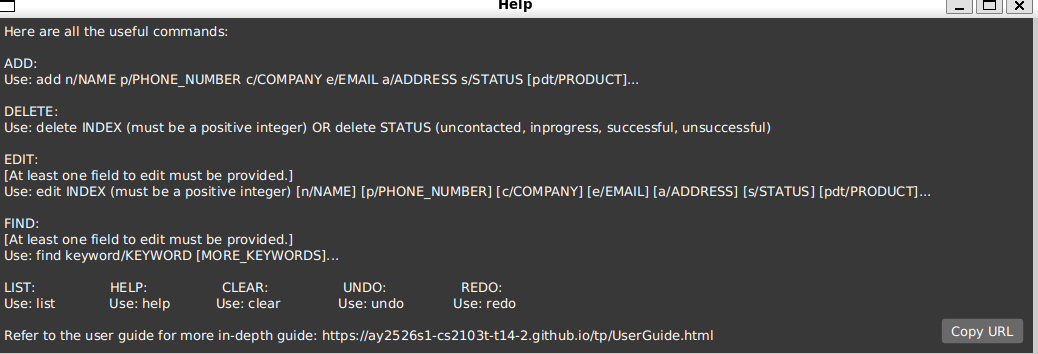 Help
Here are all the useful commands:
ADD:
Use: add n/NAME p/PHONE_NUMBER c/COMPANY e/EMAIL a/ADDRESS s/STATUS [pdt/PRODUCT]...
DELETE:
Use: delete INDEX (must be a positive integer) OR delete STATUS (uncontacted, inprogress, successful, unsuccessful)
EDIT:
[At least one field to edit must be provided.]
Use: edit INDEX (must be a positive integer) [n/NAME] [p/PHONE_NUMBER] [c/COMPANY] [e/EMAIL] [a/ADDRESS] [s/STATUS] [pdt/PRODUCT]...
FIND:
[At least one field to edit must be provided.]
Use: find keyword/KEYWORD [MORE_KEYWORDS]...
LIST: HELP: CLEAR: UNDO: REDO:
Use: list Use: help Use: clear Use: undo Use: redo
Refer to the user guide for more in-depth guide: https://ay2526s1-cs2103t-t14-2.github.io/tp/UserGuide.html
Copy URL